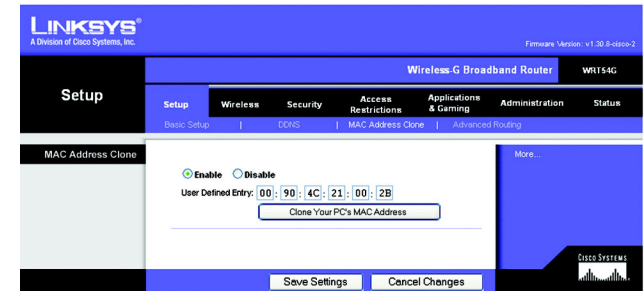 LINKSYS®
A Division of Cisco Systems, Inc.
Firmware Version: v1.30.8-cisco-2
Wireless-G Broadband Router WRT54G
Setup
Setup Wireless Security Access Restrictions Applications & Gaming Administration Status
Basic Setup | DDNS | MAC Address Clone | Advanced Routing
MAC Address Clone
More...
Enable Disable
User Defined Entry: 00 : 90 : 4C : 21 : 00 : 2B
Clone Your PC's MAC Address
CISCO SYSTEMS
Save Settings Cancel Changes